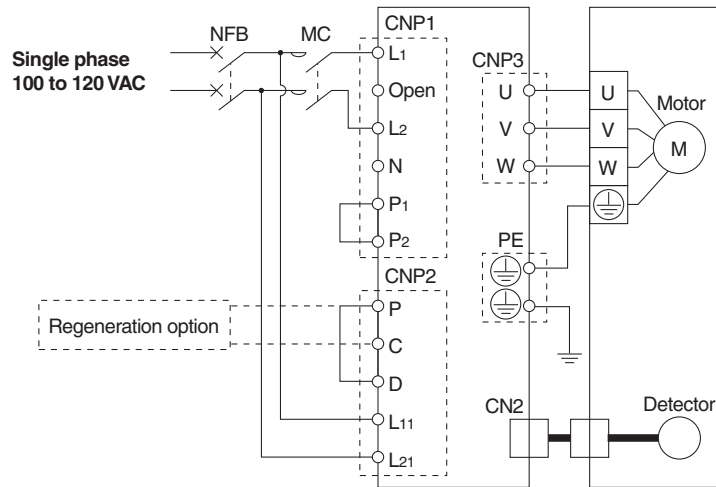 Single phase
100 to 120 VAC
NFB
MC
CNP1
L1
Open
L2
N
P1
P2
CNP2
P
C
D
L11
L21
Regeneration option
CNP3
U
V
W
PE
CN2
U
V
W
Motor
M
Detector